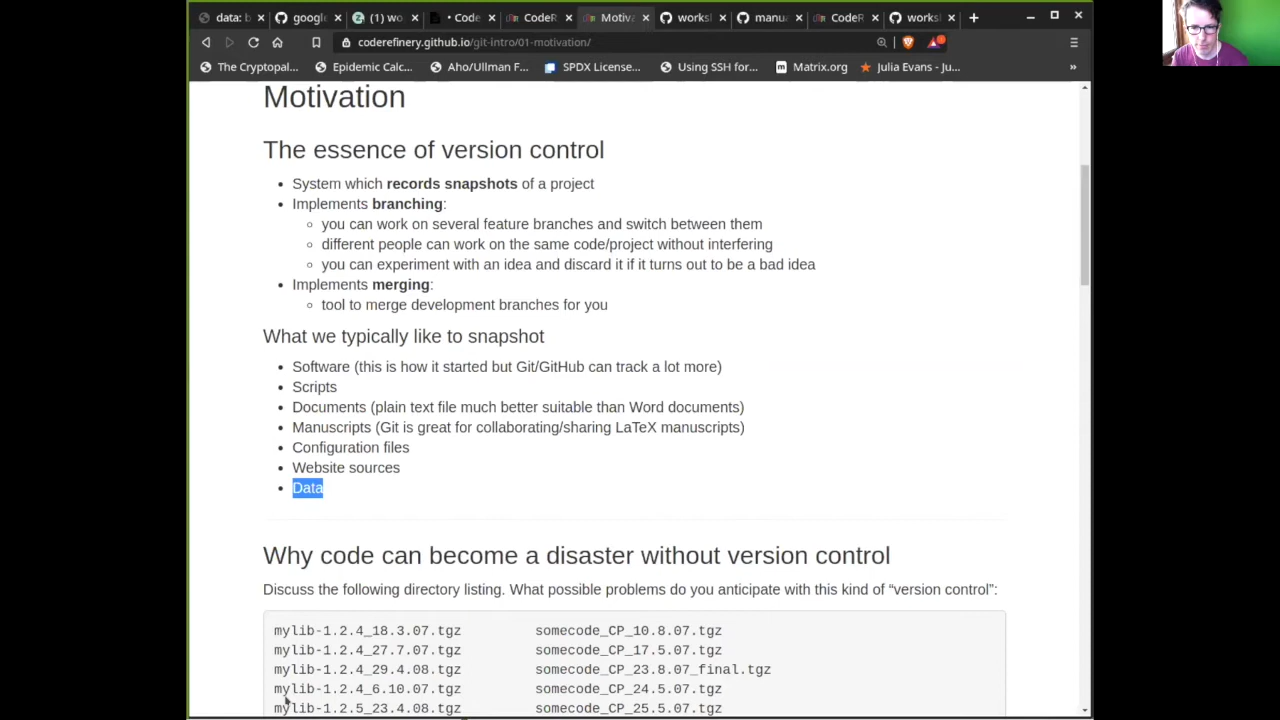 data: b × google × (1) wo × • Code × CodeR × Motiva × works × manu × CodeR × works × +
coderefinery.github.io/git-intro/01-motivation/
The Cryptopal... Epidemic Calc... Aho/Ullman F... SPDX License... Using SSH for... Matrix.org Julia Evans - Ju... »
Motivation
The essence of version control
• System which records snapshots of a project
• Implements branching:
◦ you can work on several feature branches and switch between them
◦ different people can work on the same code/project without interfering
◦ you can experiment with an idea and discard it if it turns out to be a bad idea
• Implements merging:
◦ tool to merge development branches for you
What we typically like to snapshot
• Software (this is how it started but Git/GitHub can track a lot more)
• Scripts
• Documents (plain text file much better suitable than Word documents)
• Manuscripts (Git is great for collaborating/sharing LaTeX manuscripts)
• Configuration files
• Website sources
• Data
Why code can become a disaster without version control
Discuss the following directory listing. What possible problems do you anticipate with this kind of “version control”:
mylib-1.2.4_18.3.07.tgz somecode_CP_10.8.07.tgz
mylib-1.2.4_27.7.07.tgz somecode_CP_17.5.07.tgz
mylib-1.2.4_29.4.08.tgz somecode_CP_23.8.07_final.tgz
mylib-1.2.4_6.10.07.tgz somecode_CP_24.5.07.tgz
mylib-1.2.5_23.4.08.tgz somecode_CP_25.5.07.tgz